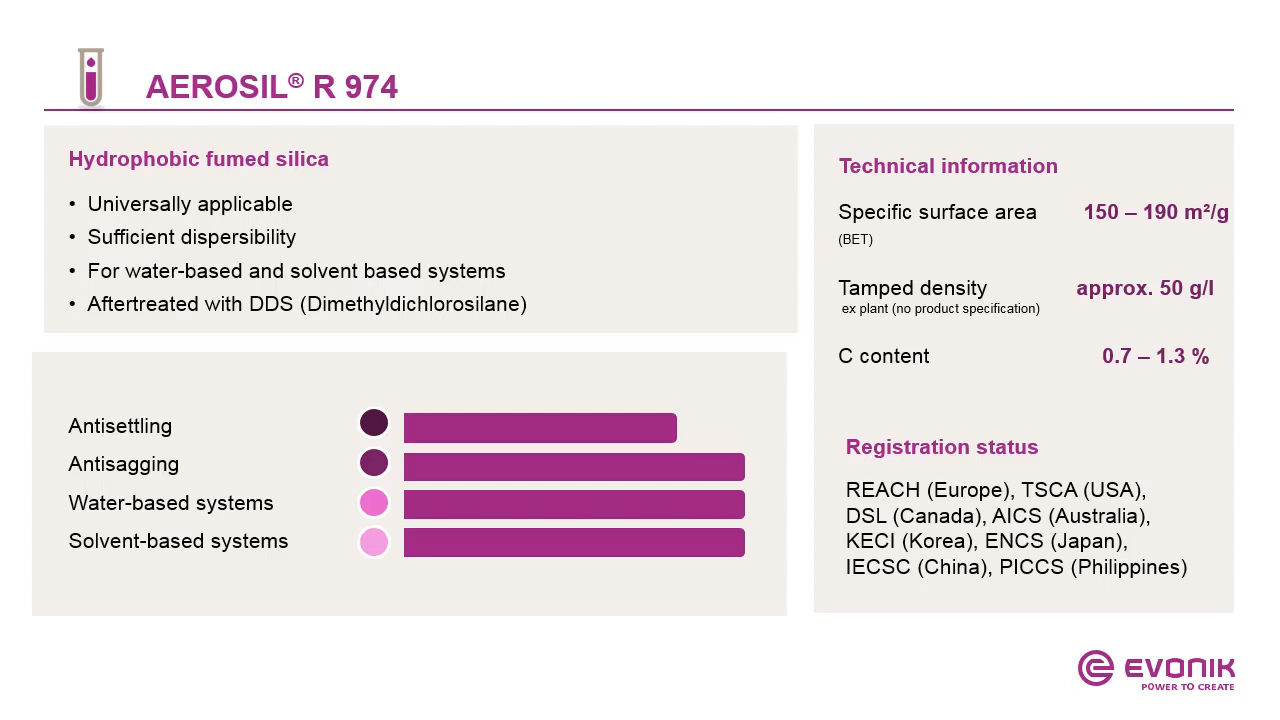 AEROSIL® R 974
Hydrophobic fumed silica
• Universally applicable
• Sufficient dispersibility
• For water-based and solvent based systems
• Aftertreated with DDS (Dimethyldichlorosilane)
Antisettling
Antisagging
Water-based systems
Solvent-based systems
Technical information
Specific surface area 150 – 190 m²/g
(BET)
Tamped density approx. 50 g/l
ex plant (no product specification)
C content 0.7 – 1.3 %
Registration status
REACH (Europe), TSCA (USA),
DSL (Canada), AICS (Australia),
KECI (Korea), ENCS (Japan),
IECSC (China), PICCS (Philippines)
EVONIK
POWER TO CREATE